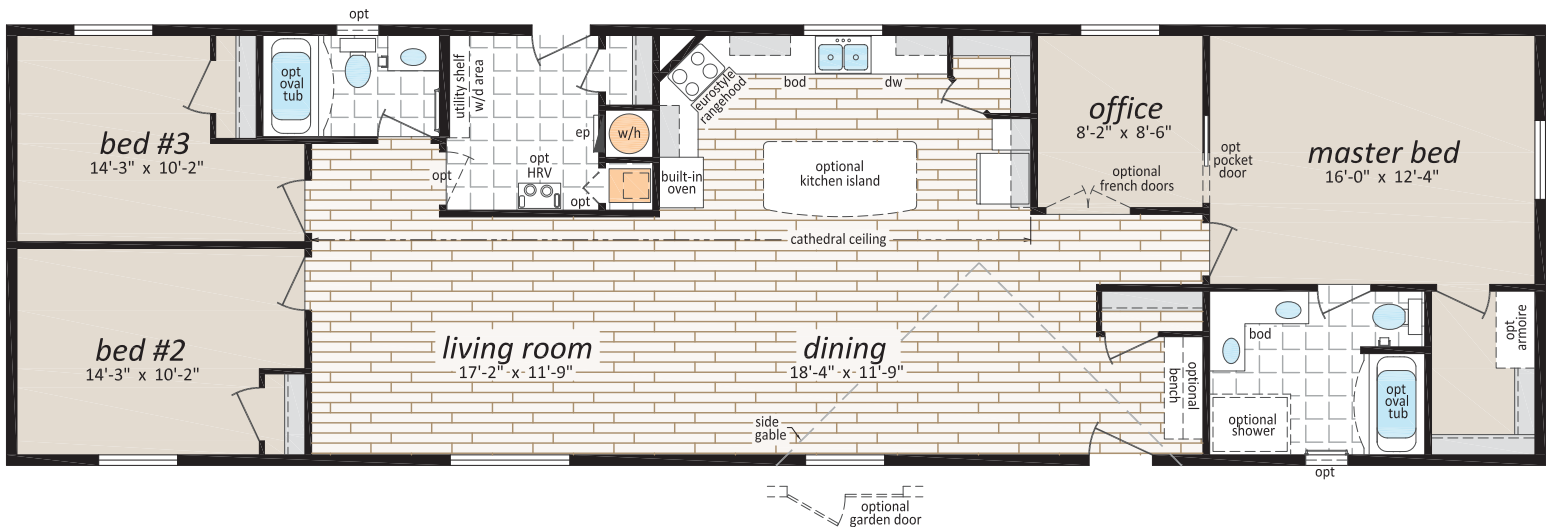 opt
opt
oval
tub
utility shelf
w/d area
eurostyle
rangehood
bod
dw
bed #3
14'-3" x 10'-2"
ep
w/h
opt
HRV
opt
opt
built-in
oven
optional
kitchen island
office
8'-2" x 8'-6"
optional
french doors
opt
pocket
door
master bed
16'-0" x 12'-4"
cathedral ceiling
bed #2
14'-3" x 10'-2"
living room
17'-2" x 11'-9"
dining
18'-4" x 11'-9"
side
gable
optional
bench
bod
optional
shower
opt
oval
tub
opt
armoire
opt
optional
garden door